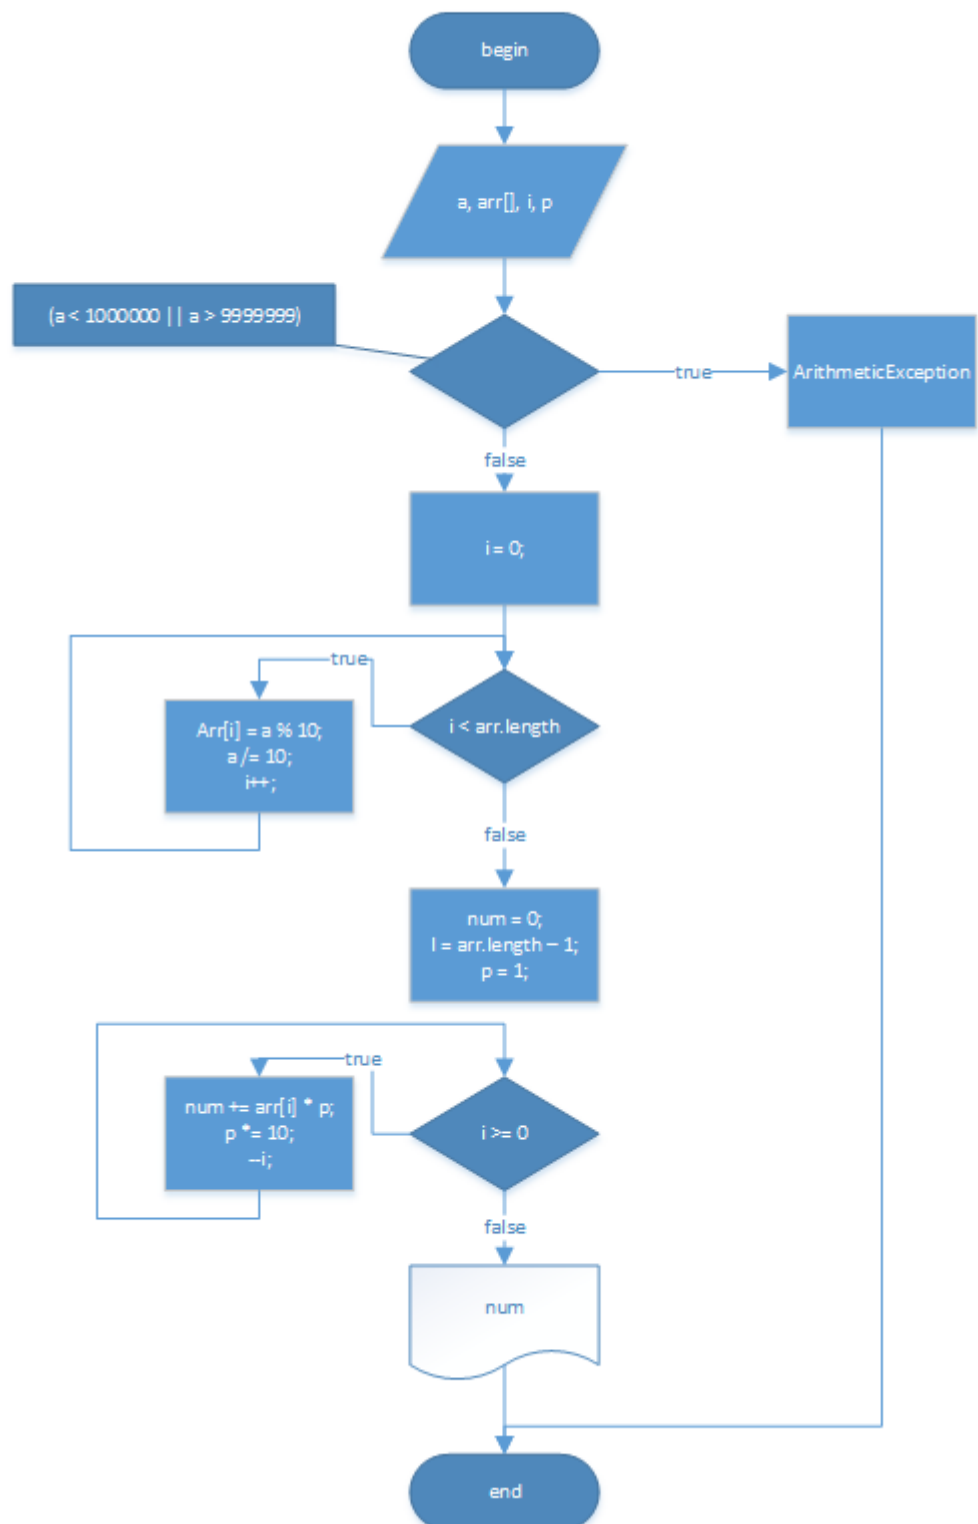 begin
a, arr[], i, p
(a < 1000000 || a > 9999999)
true
ArithmeticException
false
i = 0;
true
i < arr.length
Arr[i] = a % 10;
a /= 10;
i++;
false
num = 0;
I = arr.length – 1;
p = 1;
true
num += arr[i] * p;
p *= 10;
--i;
i >= 0
false
num
end